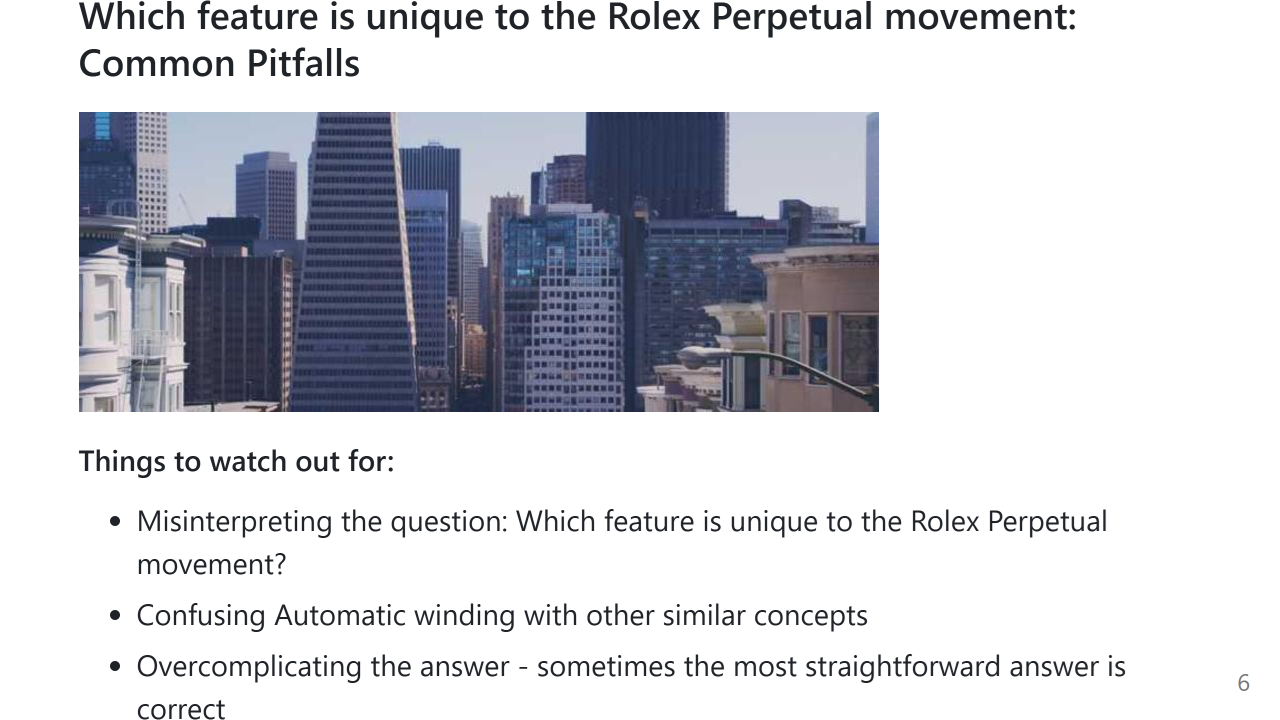 Which feature is unique to the Rolex Perpetual movement:
Common Pitfalls
Things to watch out for:
• Misinterpreting the question: Which feature is unique to the Rolex Perpetual
movement?
• Confusing Automatic winding with other similar concepts
• Overcomplicating the answer - sometimes the most straightforward answer is
correct
6